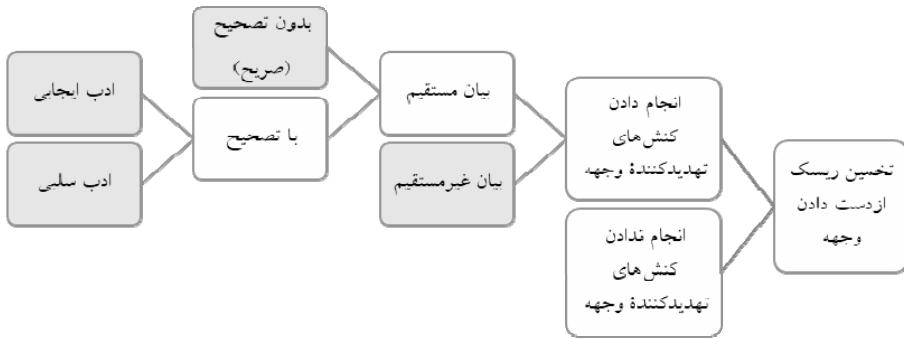 تخمین ریسک
ازدست دادن
وجهه
انجام دادن
کنش‌های
تهدیدکنندۀ وجهه
انجام ندادن
کنش‌های
تهدیدکنندۀ وجهه
بیان مستقیم
بیان غیرمستقیم
بدون تصحیح
(صریح)
با تصحیح
ادب ایجابی
ادب سلبی